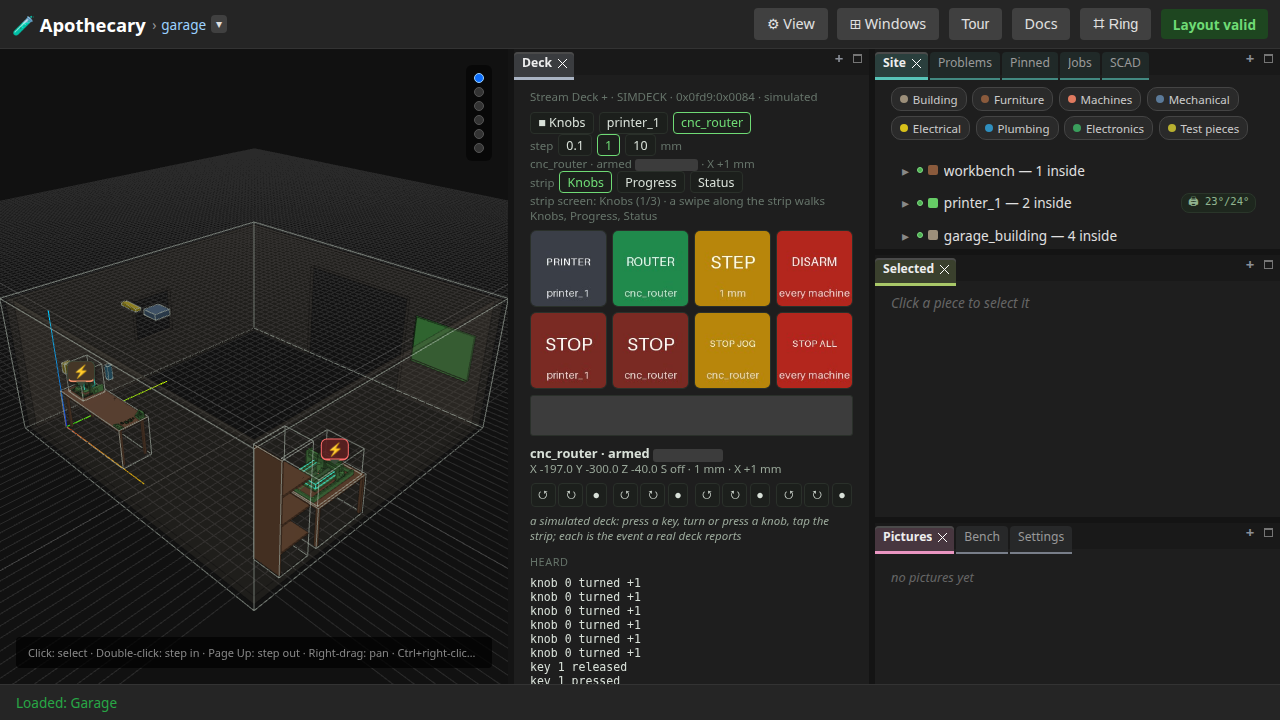 Apothecary › garage ▾
⚙ View
⊞ Windows
Tour
Docs
⌗ Ring
Layout valid
Click: select · Double-click: step in · Page Up: step out · Right-drag: pan · Ctrl+right-clic…
Deck
Stream Deck + · SIMDECK · 0x0fd9:0x0084 · simulated
■ Knobs printer_1 cnc_router
step 0.1 1 10 mm
cnc_router · armed · X +1 mm
strip Knobs Progress Status
strip screen: Knobs (1/3) · a swipe along the strip walks
Knobs, Progress, Status
PRINTER
printer_1
ROUTER
cnc_router
STEP
1 mm
DISARM
every machine
STOP
printer_1
STOP
cnc_router
STOP JOG
cnc_router
STOP ALL
every machine
cnc_router · armed
X -197.0 Y -300.0 Z -40.0 S off · 1 mm · X +1 mm
↺ ↻ ● ↺ ↻ ● ↺ ↻ ● ↺ ↻ ●
a simulated deck: press a key, turn or press a knob, tap the
strip; each is the event a real deck reports
HEARD
knob 0 turned +1
knob 0 turned +1
knob 0 turned +1
knob 0 turned +1
knob 0 turned +1
knob 0 turned +1
key 1 released
key 1 pressed
Site Problems Pinned Jobs SCAD
Building Furniture Machines Mechanical
Electrical Plumbing Electronics Test pieces
▸ workbench — 1 inside
▸ printer_1 — 2 inside 23°/24°
▸ garage_building — 4 inside
Selected
Click a piece to select it
Pictures Bench Settings
no pictures yet
Loaded: Garage